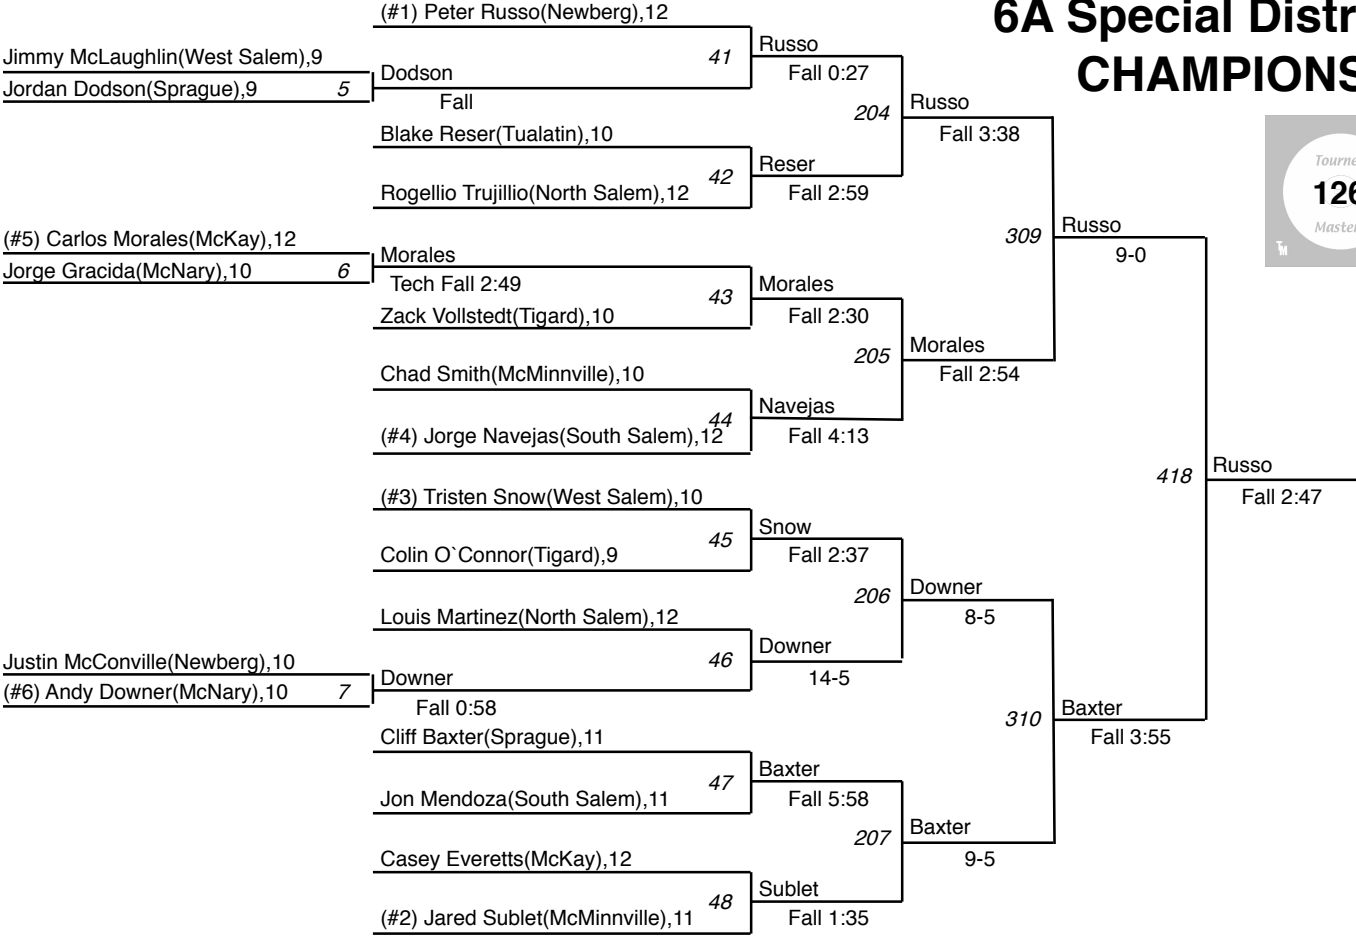 (#1) Peter Russo(Newberg),12
6A Special Distr
CHAMPIONS
Jimmy McLaughlin(West Salem),9
Jordan Dodson(Sprague),9
5
Dodson
Fall
41
Russo
Fall 0:27
Blake Reser(Tualatin),10
Rogellio Trujillio(North Salem),12
42
Reser
Fall 2:59
204
Russo
Fall 3:38
Tourne
126
Master
TM
(#5) Carlos Morales(McKay),12
Jorge Gracida(McNary),10
6
Morales
Tech Fall 2:49
Zack Vollstedt(Tigard),10
43
Morales
Fall 2:30
Chad Smith(McMinnville),10
(#4) Jorge Navejas(South Salem),12
44
Navejas
Fall 4:13
205
Morales
Fall 2:54
309
Russo
9-0
(#3) Tristen Snow(West Salem),10
Colin O`Connor(Tigard),9
45
Snow
Fall 2:37
Louis Martinez(North Salem),12
Justin McConville(Newberg),10
(#6) Andy Downer(McNary),10
7
Downer
Fall 0:58
46
Downer
14-5
206
Downer
8-5
Cliff Baxter(Sprague),11
Jon Mendoza(South Salem),11
47
Baxter
Fall 5:58
Casey Everetts(McKay),12
(#2) Jared Sublet(McMinnville),11
48
Sublet
Fall 1:35
207
Baxter
9-5
310
Baxter
Fall 3:55
418
Russo
Fall 2:47